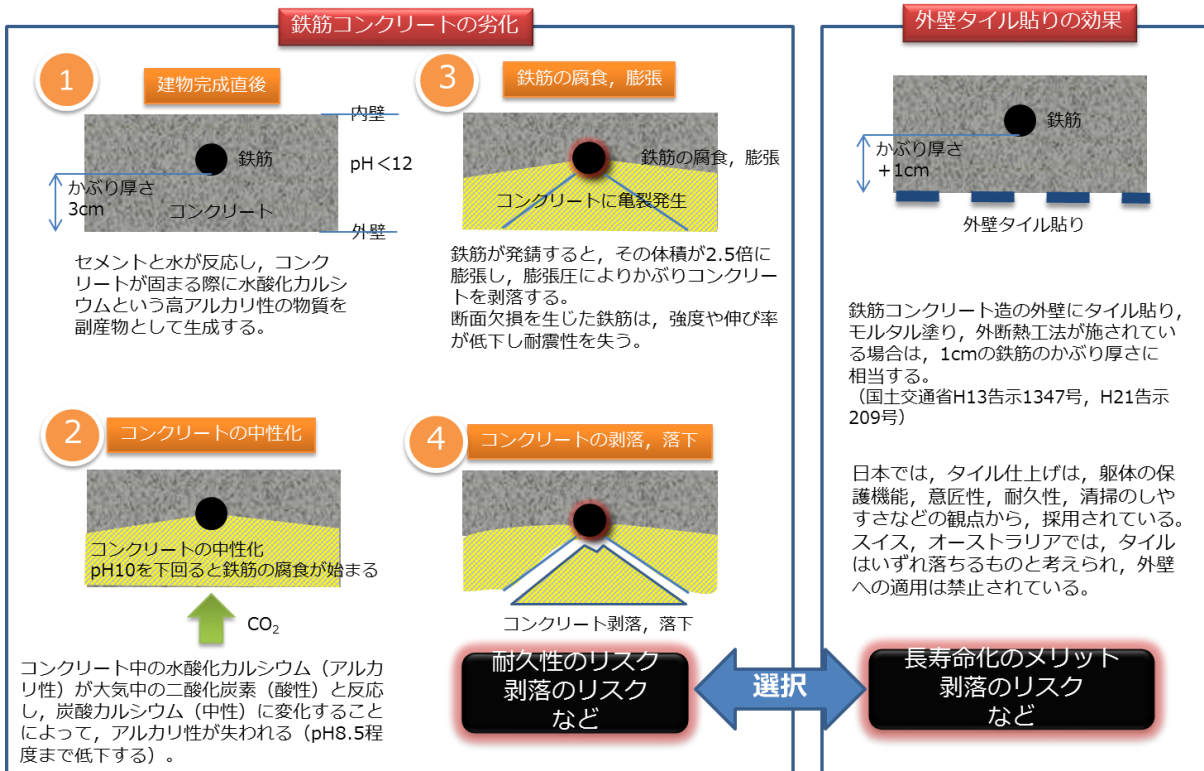 鉄筋コンクリートの劣化
1
建物完成直後
内壁
鉄筋
pH＜12
かぶり厚さ
3cm
コンクリート
外壁
セメントと水が反応し，コンク
リートが固まる際に水酸化カルシ
ウムという高アルカリ性の物質を
副産物として生成する。
2
コンクリートの中性化
コンクリートの中性化
pH10を下回ると鉄筋の腐食が始まる
CO₂
コンクリート中の水酸化カルシウム（アルカ
リ性）が大気中の二酸化炭素（酸性）と反応
し，炭酸カルシウム（中性）に変化すること
によって，アルカリ性が失われる（pH8.5程
度まで低下する）。
3
鉄筋の腐食，膨張
鉄筋の腐食，膨張
コンクリートに亀裂発生
鉄筋が発錆すると，その体積が2.5倍に
膨張し，膨張圧によりかぶりコンクリー
トを剥落する。
断面欠損を生じた鉄筋は，強度や伸び率
が低下し耐震性を失う。
4
コンクリートの剥落，落下
コンクリート剥落，落下
耐久性のリスク
剥落のリスク
など
選択
外壁タイル貼りの効果
鉄筋
かぶり厚さ
＋1cm
外壁タイル貼り
鉄筋コンクリート造の外壁にタイル貼り，
モルタル塗り，外断熱工法が施されてい
る場合は，1cmの鉄筋のかぶり厚さに
相当する。
（国土交通省H13告示1347号，H21告示
209号）
日本では，タイル仕上げは，躯体の保
護機能，意匠性，耐久性，清掃のしや
すさなどの観点から，採用されている。
スイス，オーストラリアでは，タイル
はいずれ落ちるものと考えられ，外壁
への適用は禁止されている。
長寿命化のメリット
剥落のリスク
など